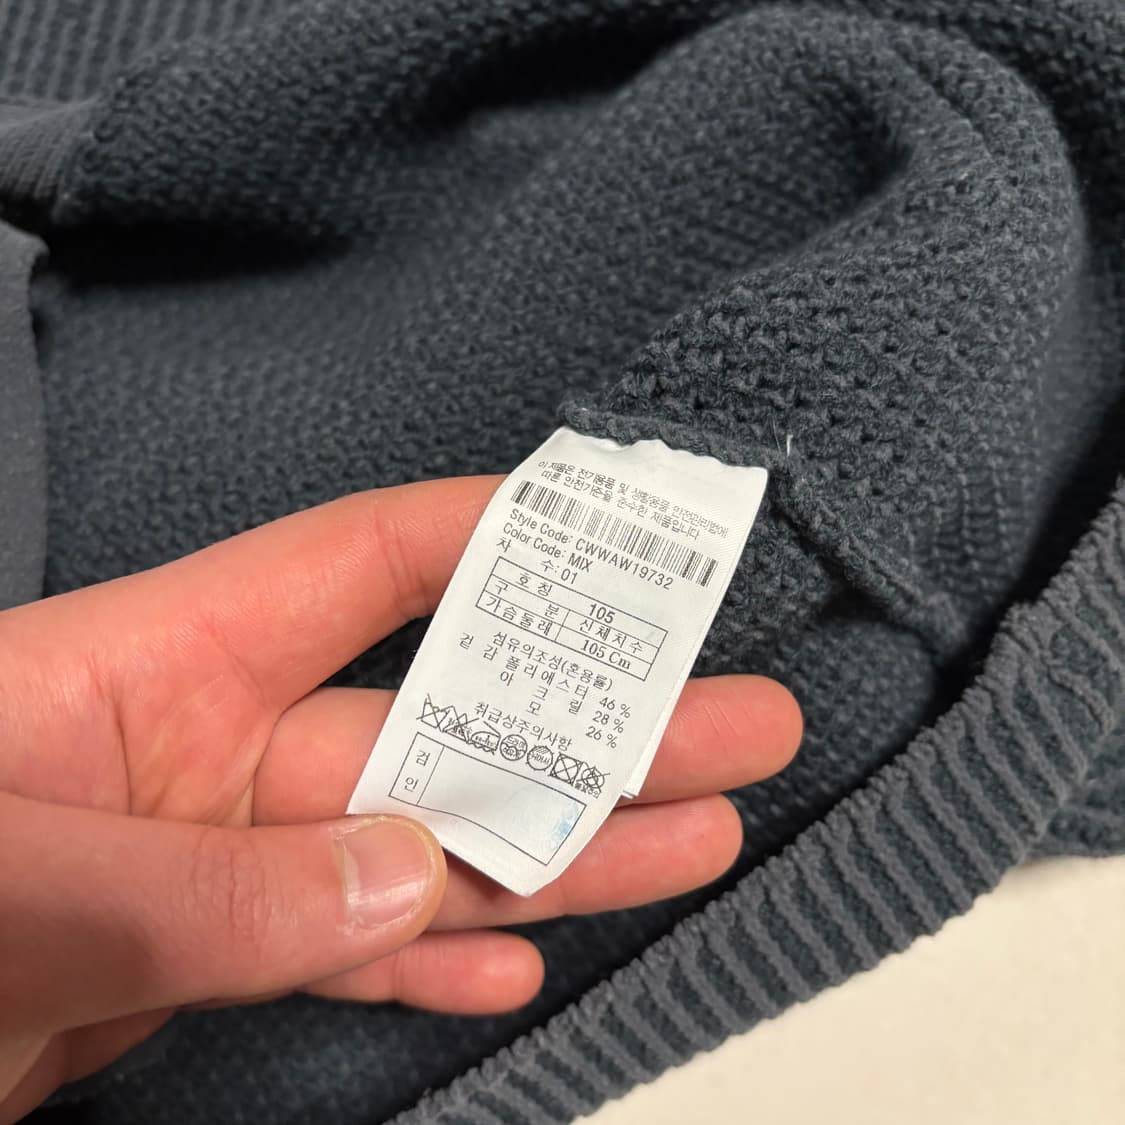 이 제품은 전기용품 및 생활용품 안전관리법에
따른 안전기준을 준수한 제품입니다
Style Code: CWWAW19732
Color Code: MIX
차 수: 01
호 칭 105
구 분 신체치수
가슴둘레 105 Cm
섬유의조성(혼용률)
겉 감 폴리에스터 46 %
아 크 릴 28 %
모 26 %
취급상주의사항
검 인